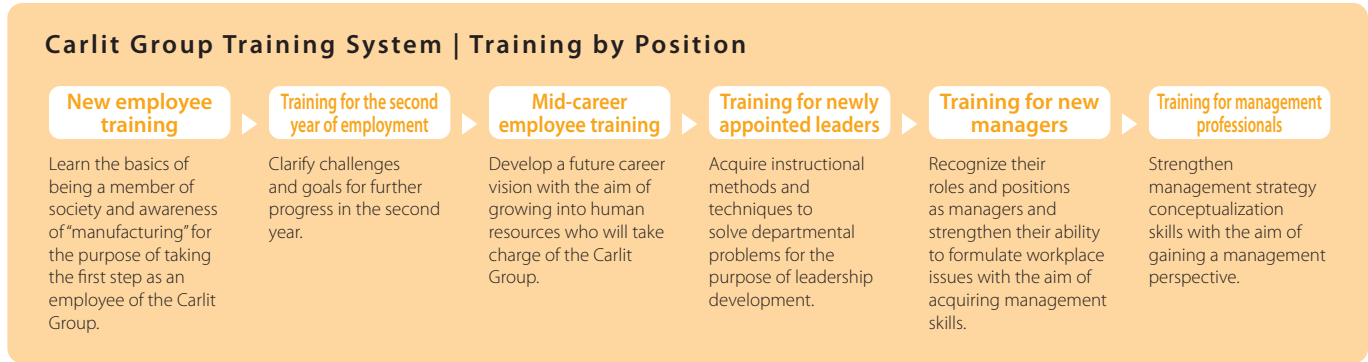 Carlit Group Training System | Training by Position
New employee
training
Learn the basics of
being a member of
society and awareness
of “manufacturing” for
the purpose of taking
the first step as an
employee of the Carlit
Group.
Training for the second
year of employment
Clarify challenges
and goals for further
progress in the second
year.
Mid-career
employee training
Develop a future career
vision with the aim of
growing into human
resources who will take
charge of the Carlit
Group.
Training for newly
appointed leaders
Acquire instructional
methods and
techniques to
solve departmental
problems for the
purpose of leadership
development.
Training for new
managers
Recognize their
roles and positions
as managers and
strengthen their ability
to formulate workplace
issues with the aim of
acquiring management
skills.
Training for management
professionals
Strengthen
management strategy
conceptualization
skills with the aim of
gaining a management
perspective.